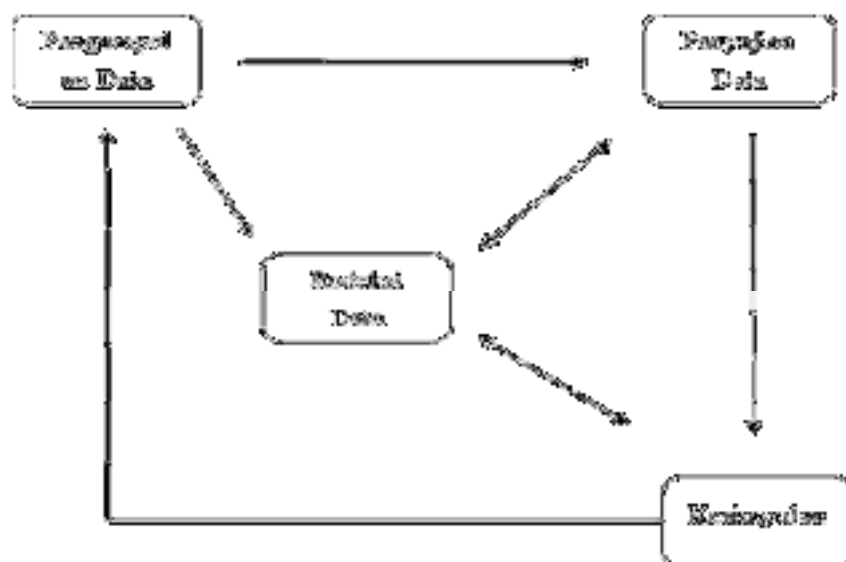 Pengumpul
an Data
Penyajian
Data
Reduksi
Data
Kesimpulan